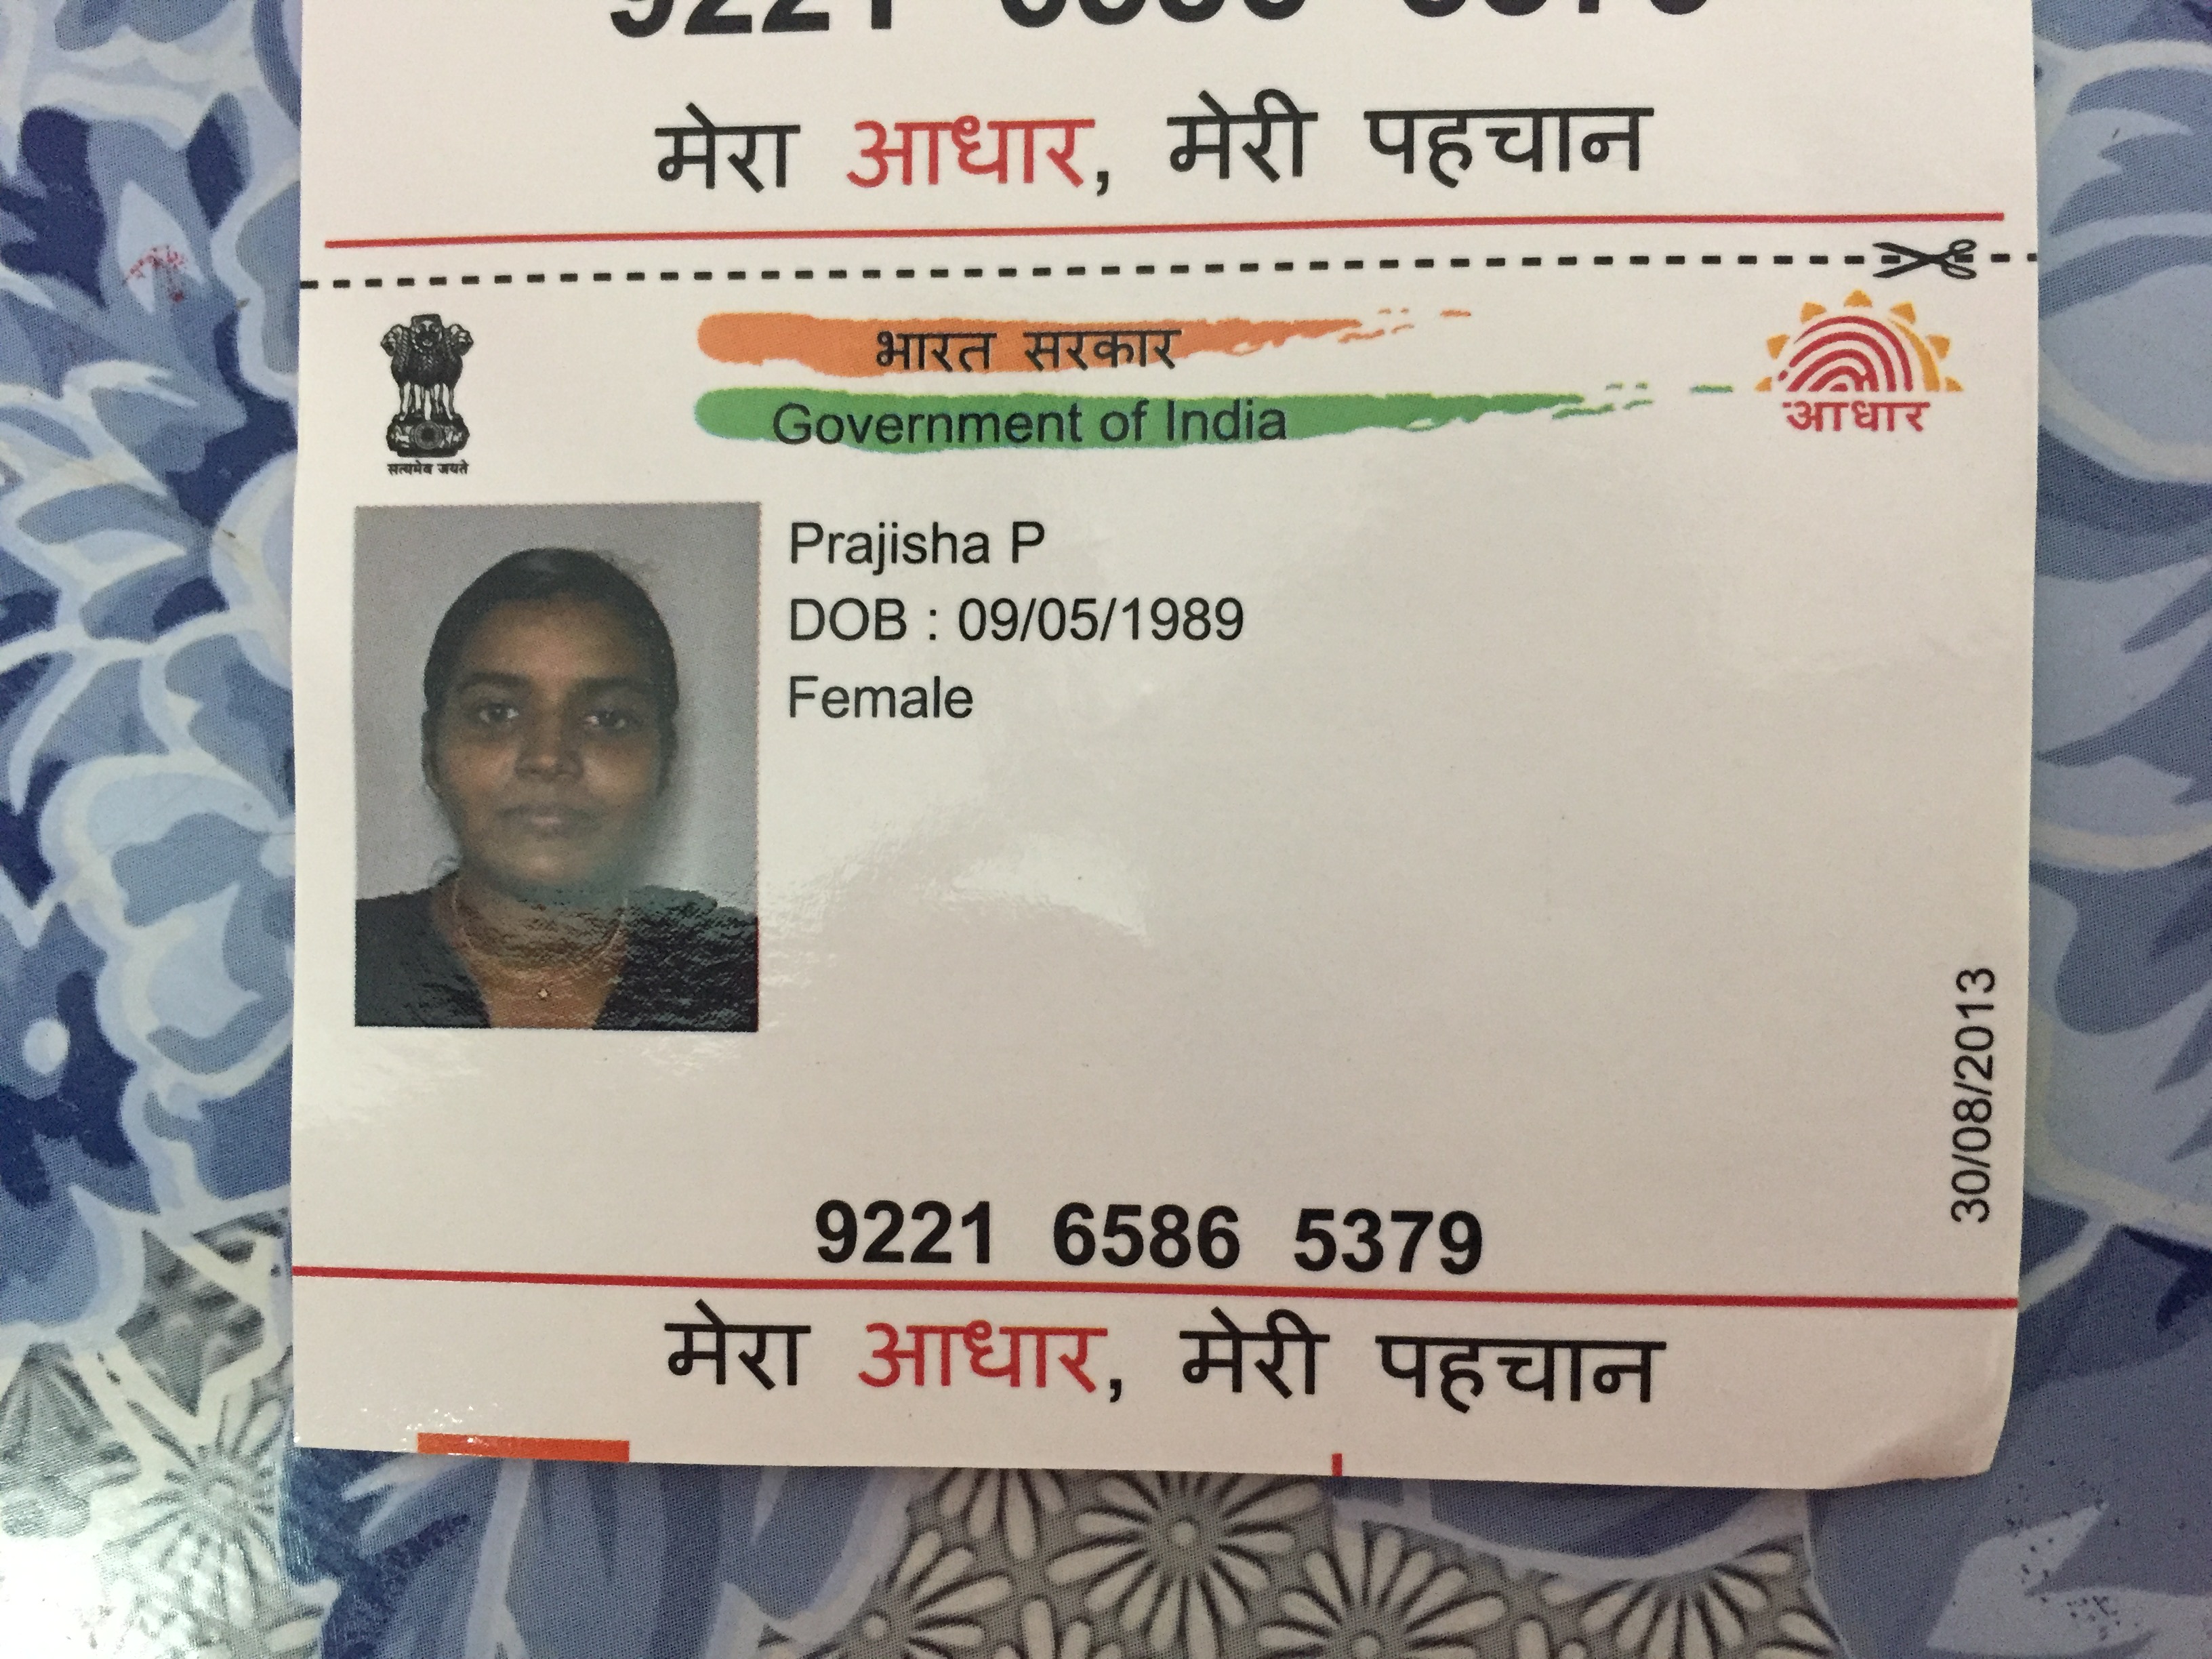 मेरा आधार, मेरी पहचान
भारत सरकार
Government of India
सत्यमेव जयते
आधार
Prajisha P
DOB : 09/05/1989
Female
30/08/2013
9221 6586 5379
मेरा आधार, मेरी पहचान